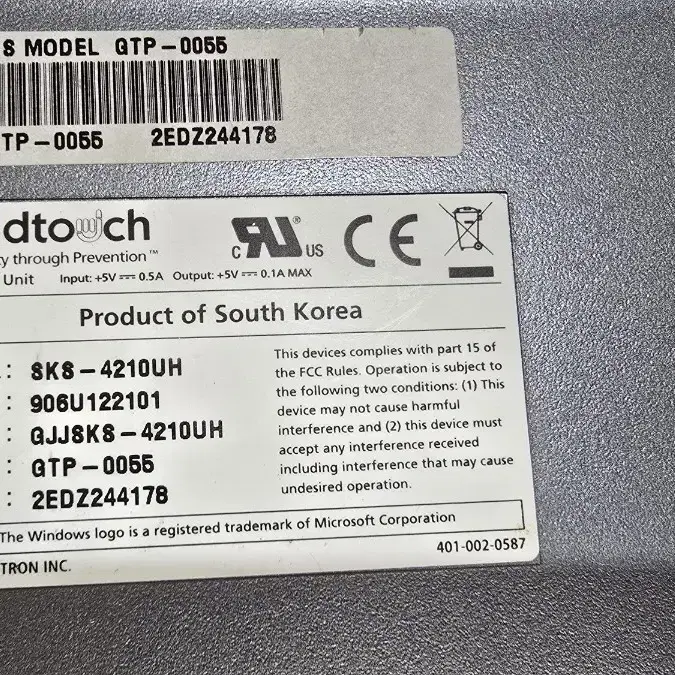 S MODEL GTP-0055
TP-0055 2EDZ244178
dtouch
y through Prevention™
c RU ® US CE
Unit Input: +5V 0.5A Output: +5V 0.1A MAX
Product of South Korea
: SKS-4210UH
: 906U122101
: GJJSKS-4210UH
: GTP-0055
: 2EDZ244178
This devices complies with part 15 of
the FCC Rules. Operation is subject to
the following two conditions: (1) This
device may not cause harmful
interference and (2) this device must
accept any interference received
including interference that may cause
undesired operation.
The Windows logo is a registered trademark of Microsoft Corporation
TRON INC.
401-002-0587